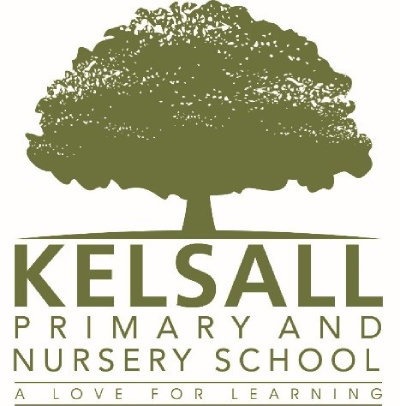 KELSALL
PRIMARY AND
NURSERY SCHOOL
A LOVE FOR LEARNING